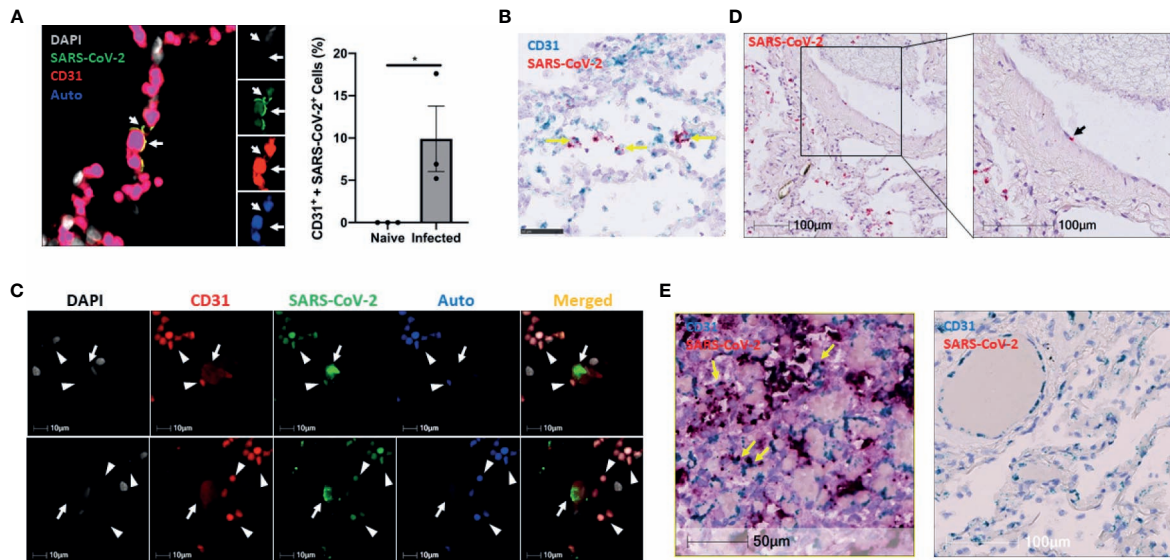 A
DAPI
SARS-CoV-2
CD31
Auto
CD31+ + SARS-CoV-2+ Cells (%)
20
15
10
5
0
*
Naive Infected
B
CD31
SARS-CoV-2
D
SARS-CoV-2
100µm
100µm
C
DAPI CD31 SARS-CoV-2 Auto Merged
10µm 10µm 10µm 10µm 10µm
10µm 10µm 10µm 10µm 10µm
E
CD31
SARS-CoV-2
50µm
CD31
SARS-CoV-2
100µm